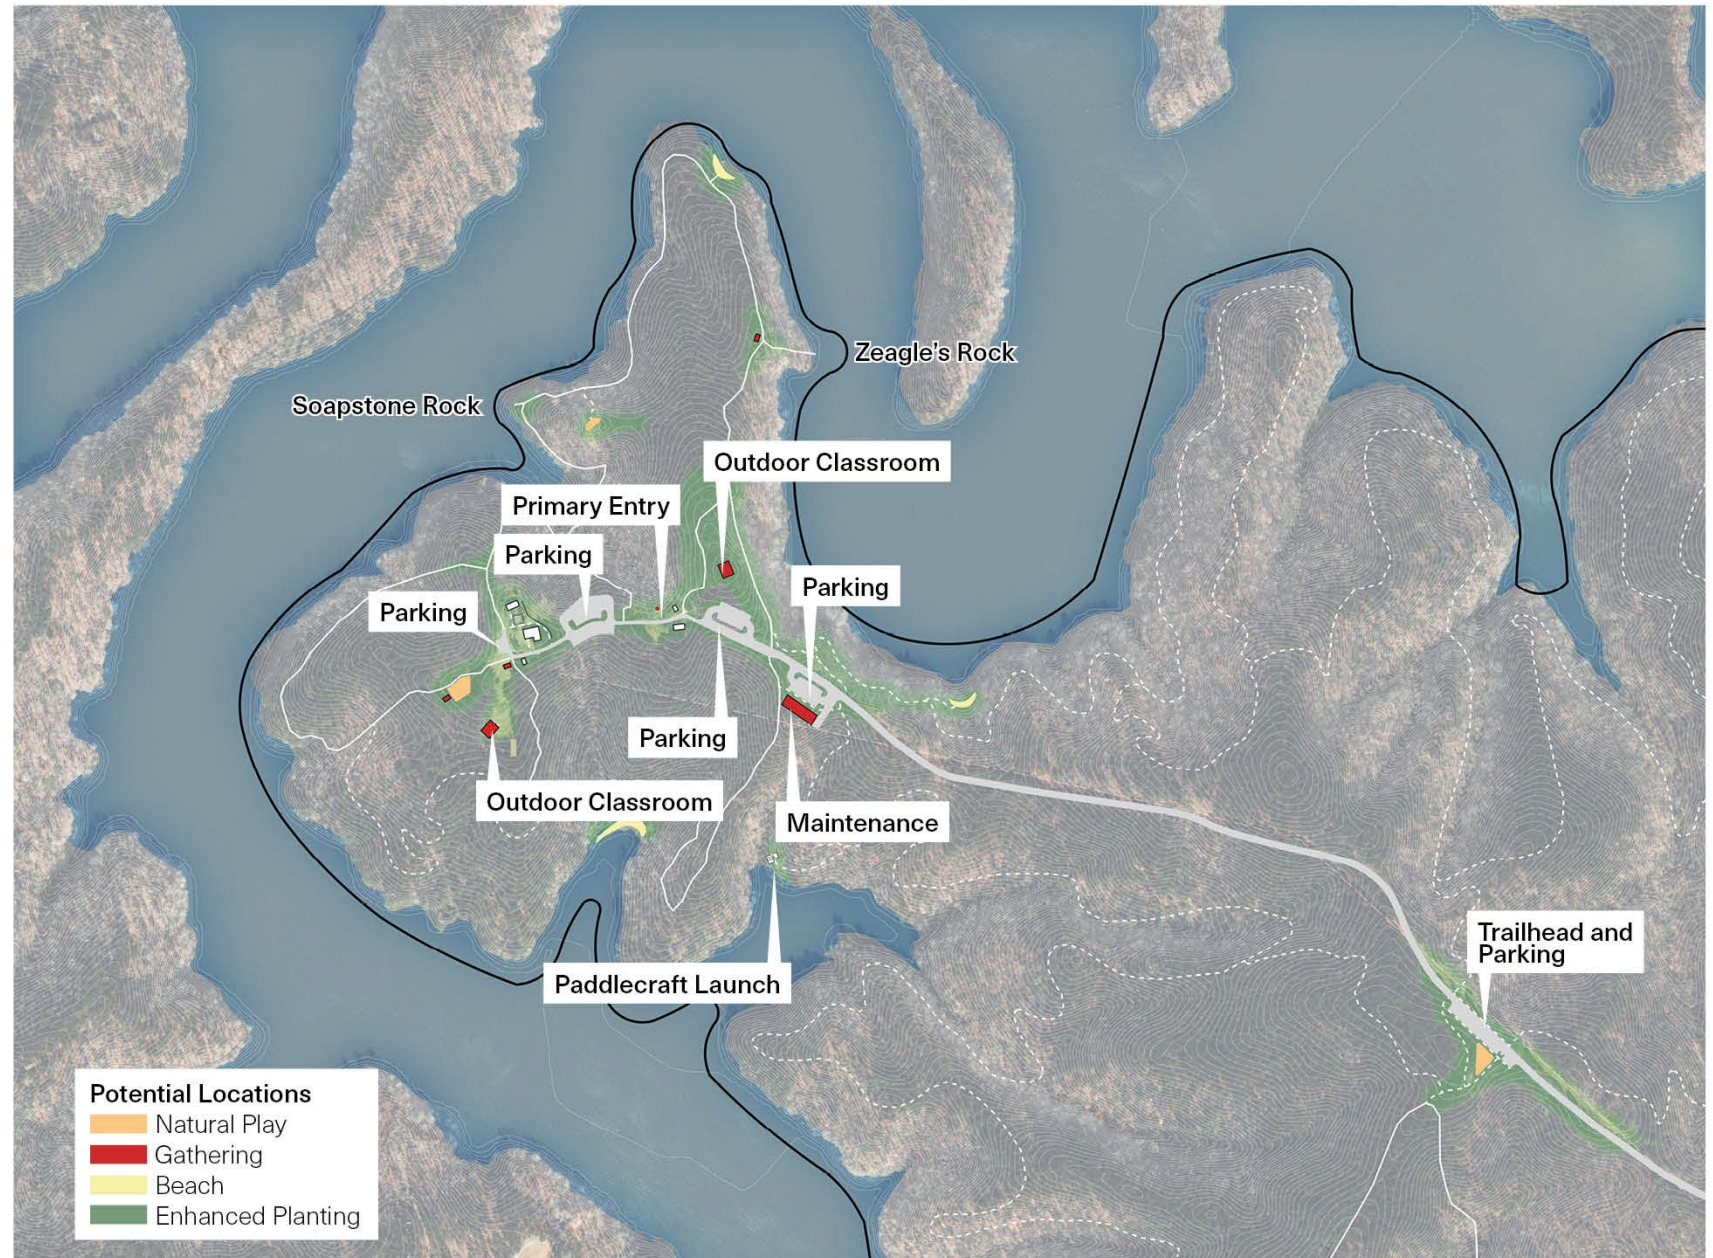 Zeagle's Rock
Soapstone Rock
Outdoor Classroom
Primary Entry
Parking
Parking
Parking
Parking
Outdoor Classroom
Maintenance
Trailhead and
Parking
Paddlecraft Launch
Potential Locations
Natural Play
Gathering
Beach
Enhanced Planting